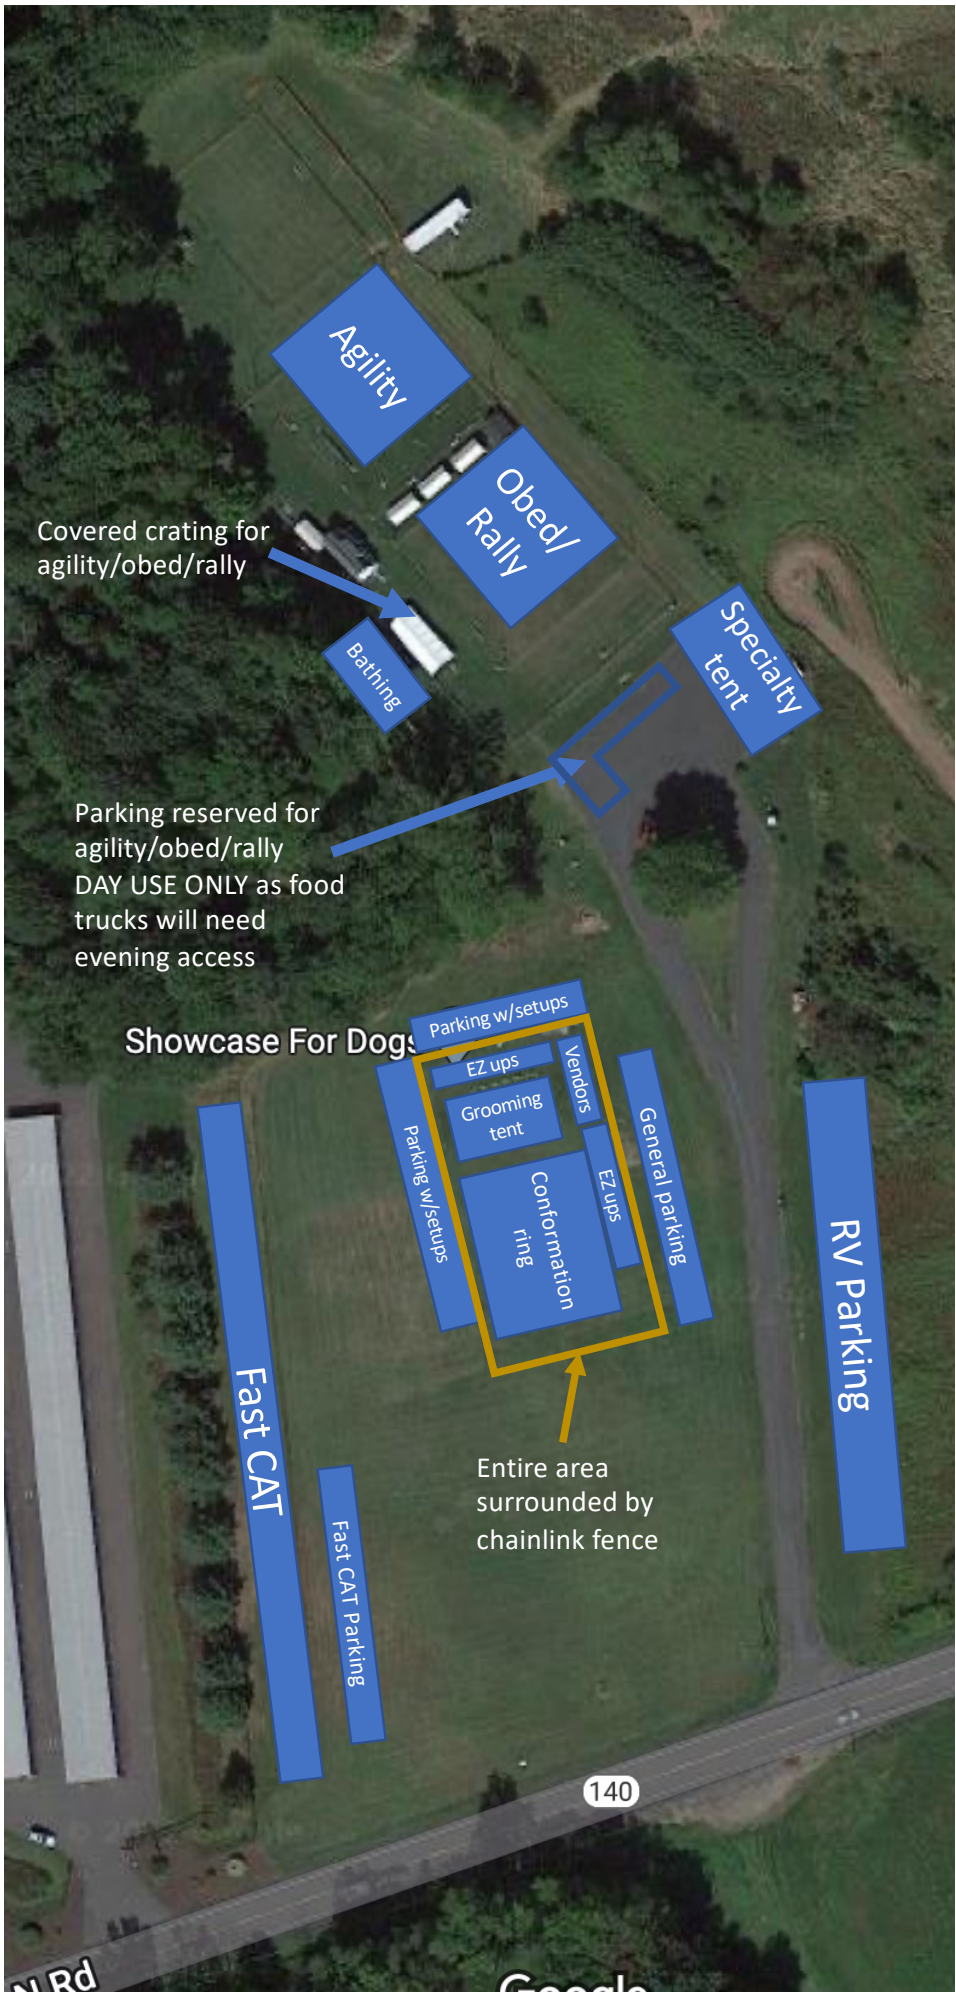 Agility
Obed/
Rally
Covered crating for
agility/obed/rally
Bathing
Specialty
tent
Parking reserved for
agility/obed/rally
DAY USE ONLY as food
trucks will need
evening access
Parking w/setups
Showcase For Dogs
EZ ups
Vendors
Grooming
tent
Parking w/setups
General parking
EZ ups
Conformation
ring
RV Parking
Fast CAT
Entire area
surrounded by
chainlink fence
Fast CAT Parking
140
N Rd
Google